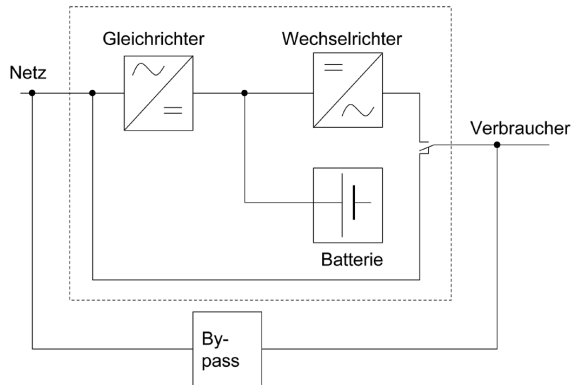 Gleichrichter
Wechselrichter
Netz
Verbraucher
Batterie
By-
pass